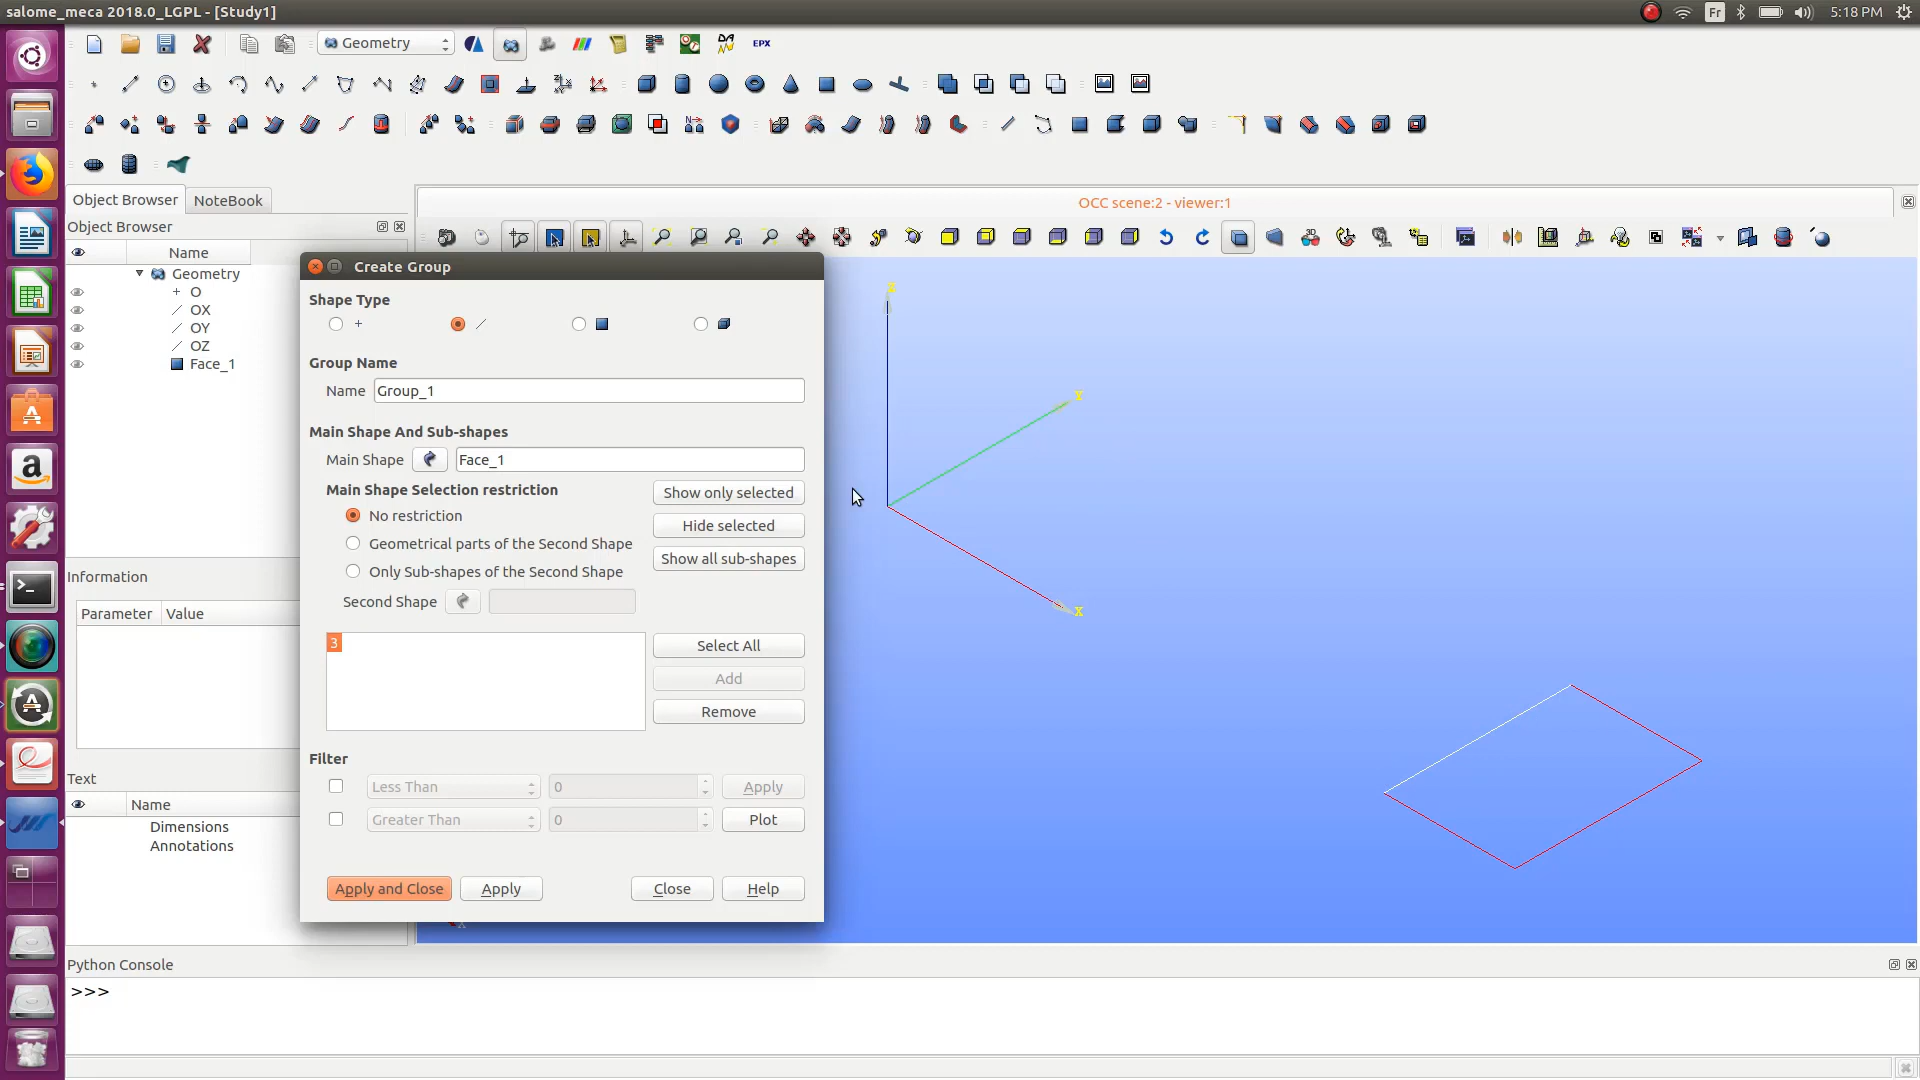 salome_meca 2018.0_LGPL - [Study1]
Fr
5:18 PM
Geometry
EPX
Object Browser
NoteBook
Object Browser
Name
Geometry
O
OX
OY
OZ
Face_1
Information
Parameter
Value
Text
Name
Dimensions
Annotations
OCC scene:2 - viewer:1
Create Group
Shape Type
Group Name
Name
Group_1
Main Shape And Sub-shapes
Main Shape
Face_1
Main Shape Selection restriction
Show only selected
No restriction
Hide selected
Geometrical parts of the Second Shape
Show all sub-shapes
Only Sub-shapes of the Second Shape
Second Shape
3
Select All
Add
Remove
Filter
Less Than
0
Apply
Greater Than
0
Plot
Apply and Close
Apply
Close
Help
Z
Y
X
X
Python Console
>>>